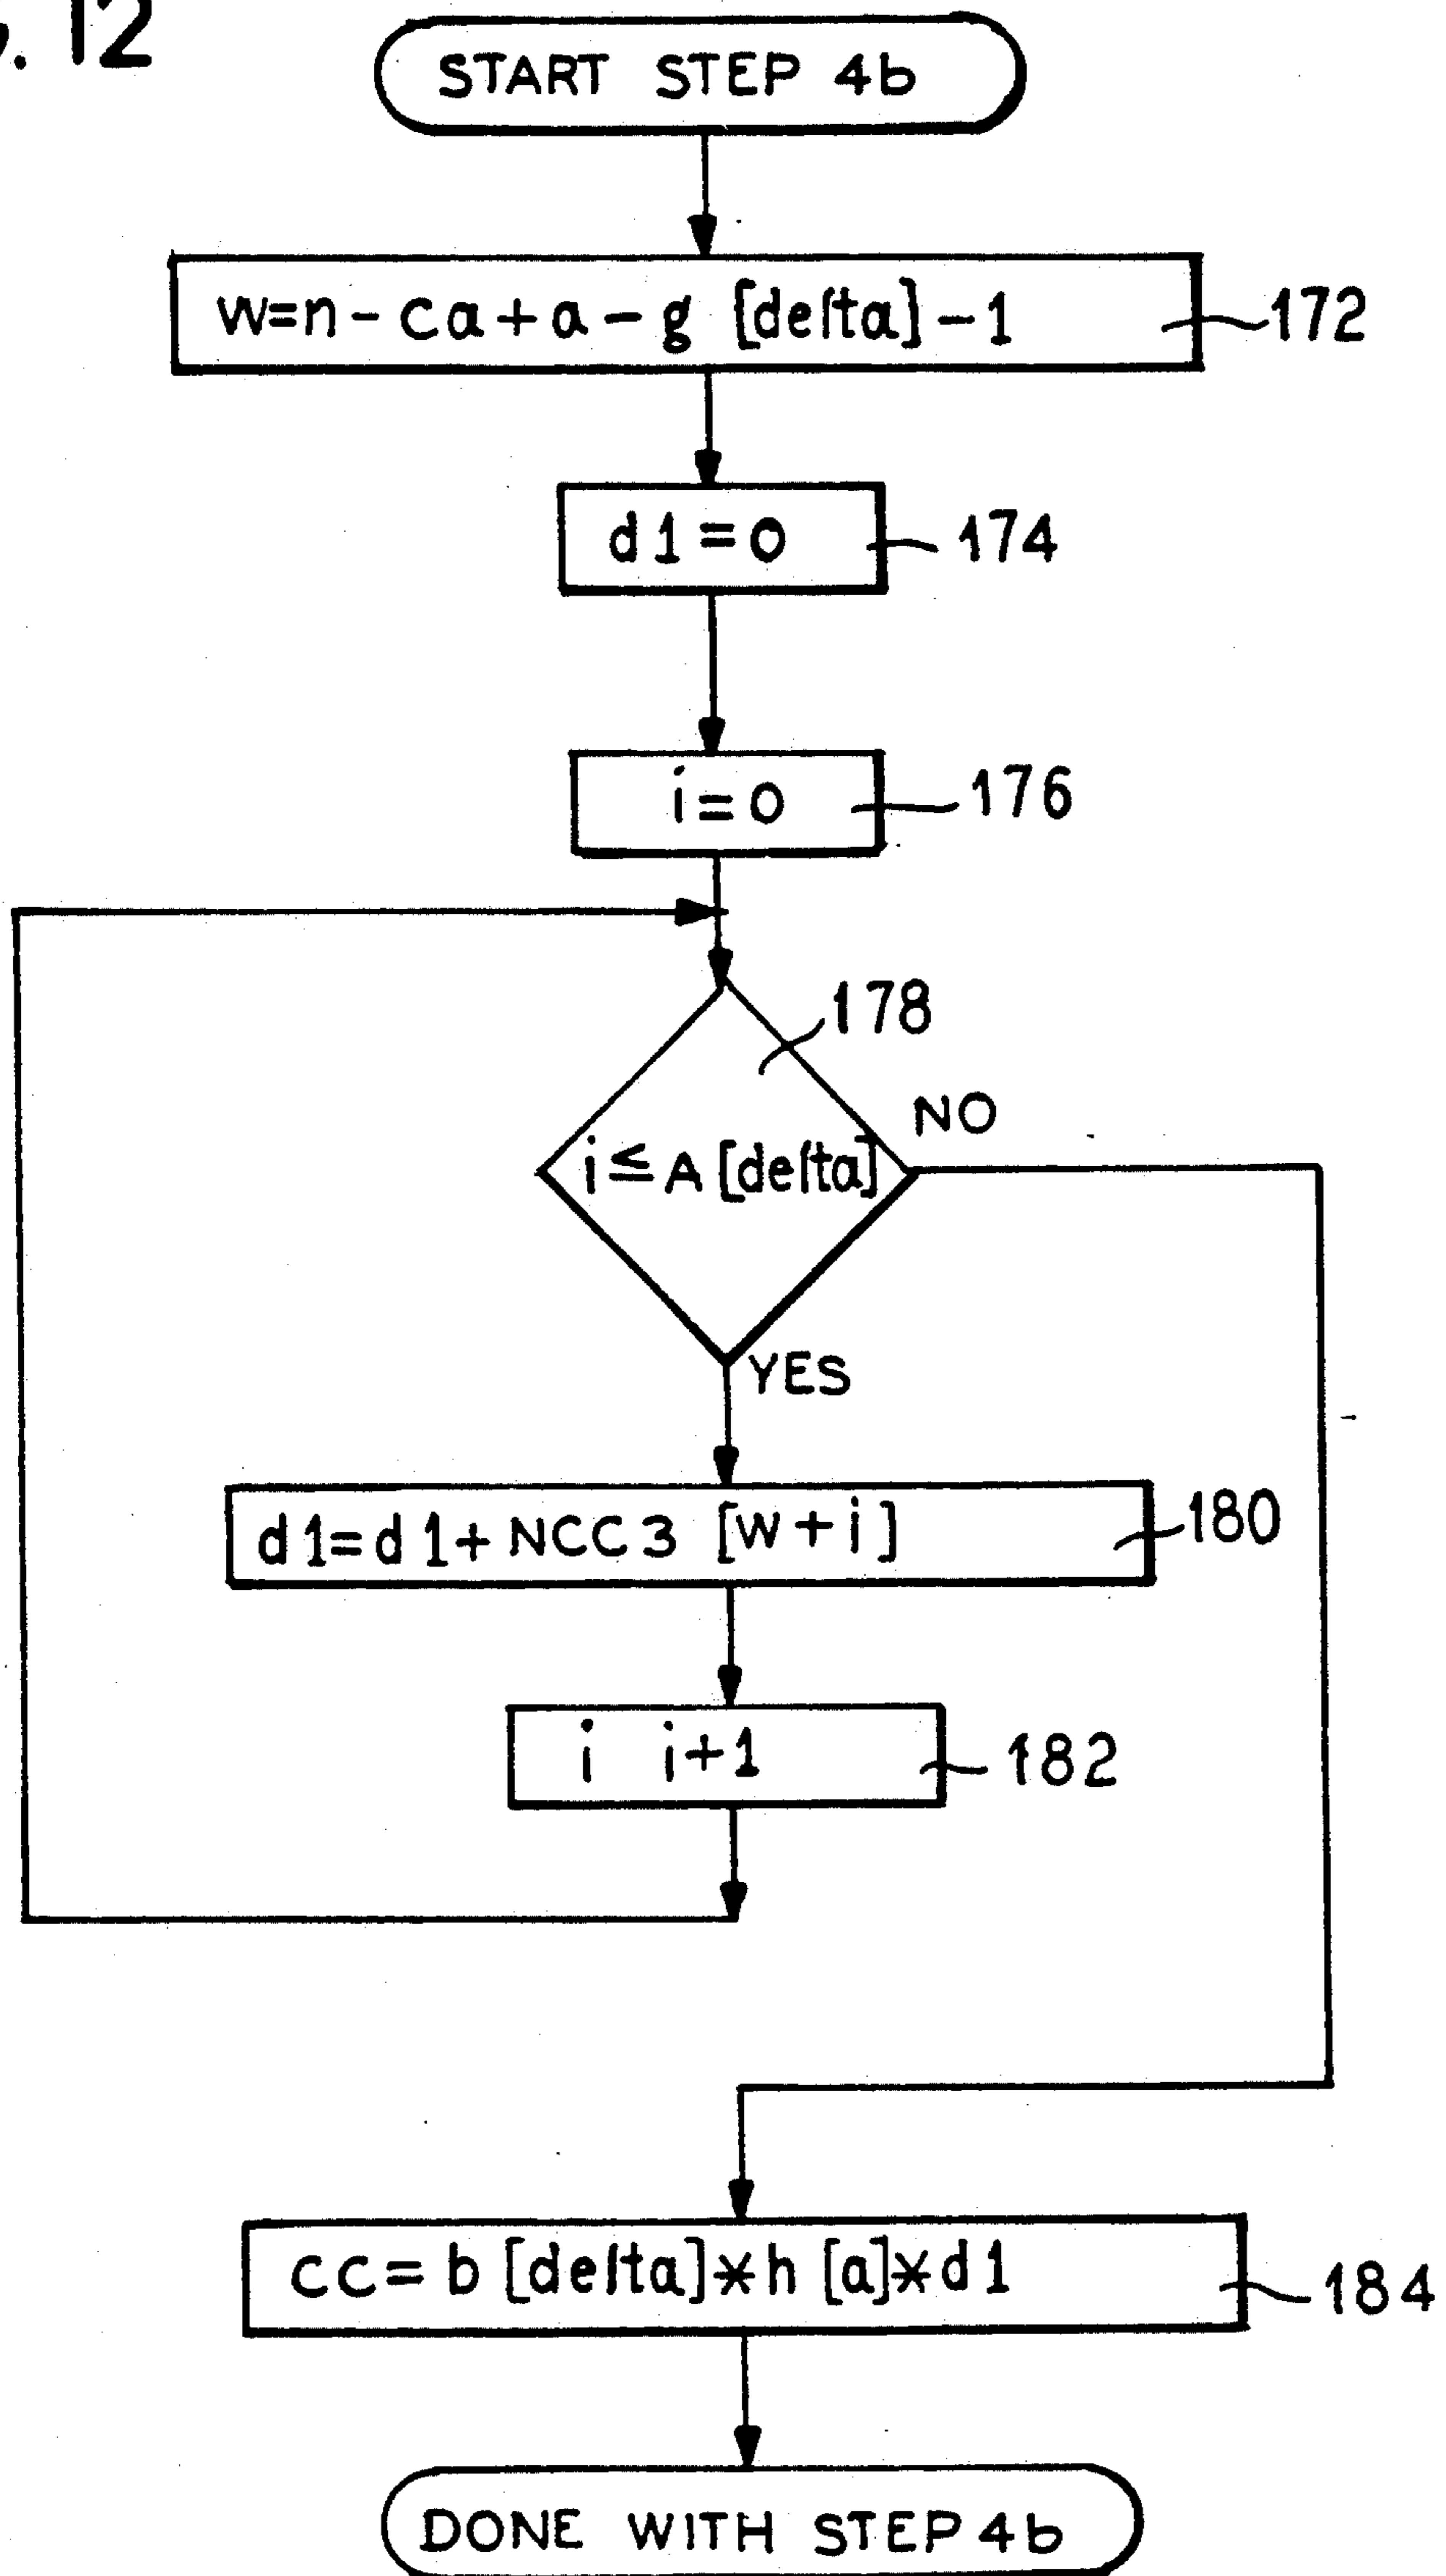 . 12
START STEP 4b
w=n-ca+a-g [delta]-1
172
d1=0
174
i=0
176
178
i≤A[delta]
NO
YES
d1=d1+NCC3 [w+i]
180
i i+1
182
cc=b [delta]*h [a]*d1
184
DONE WITH STEP 4b